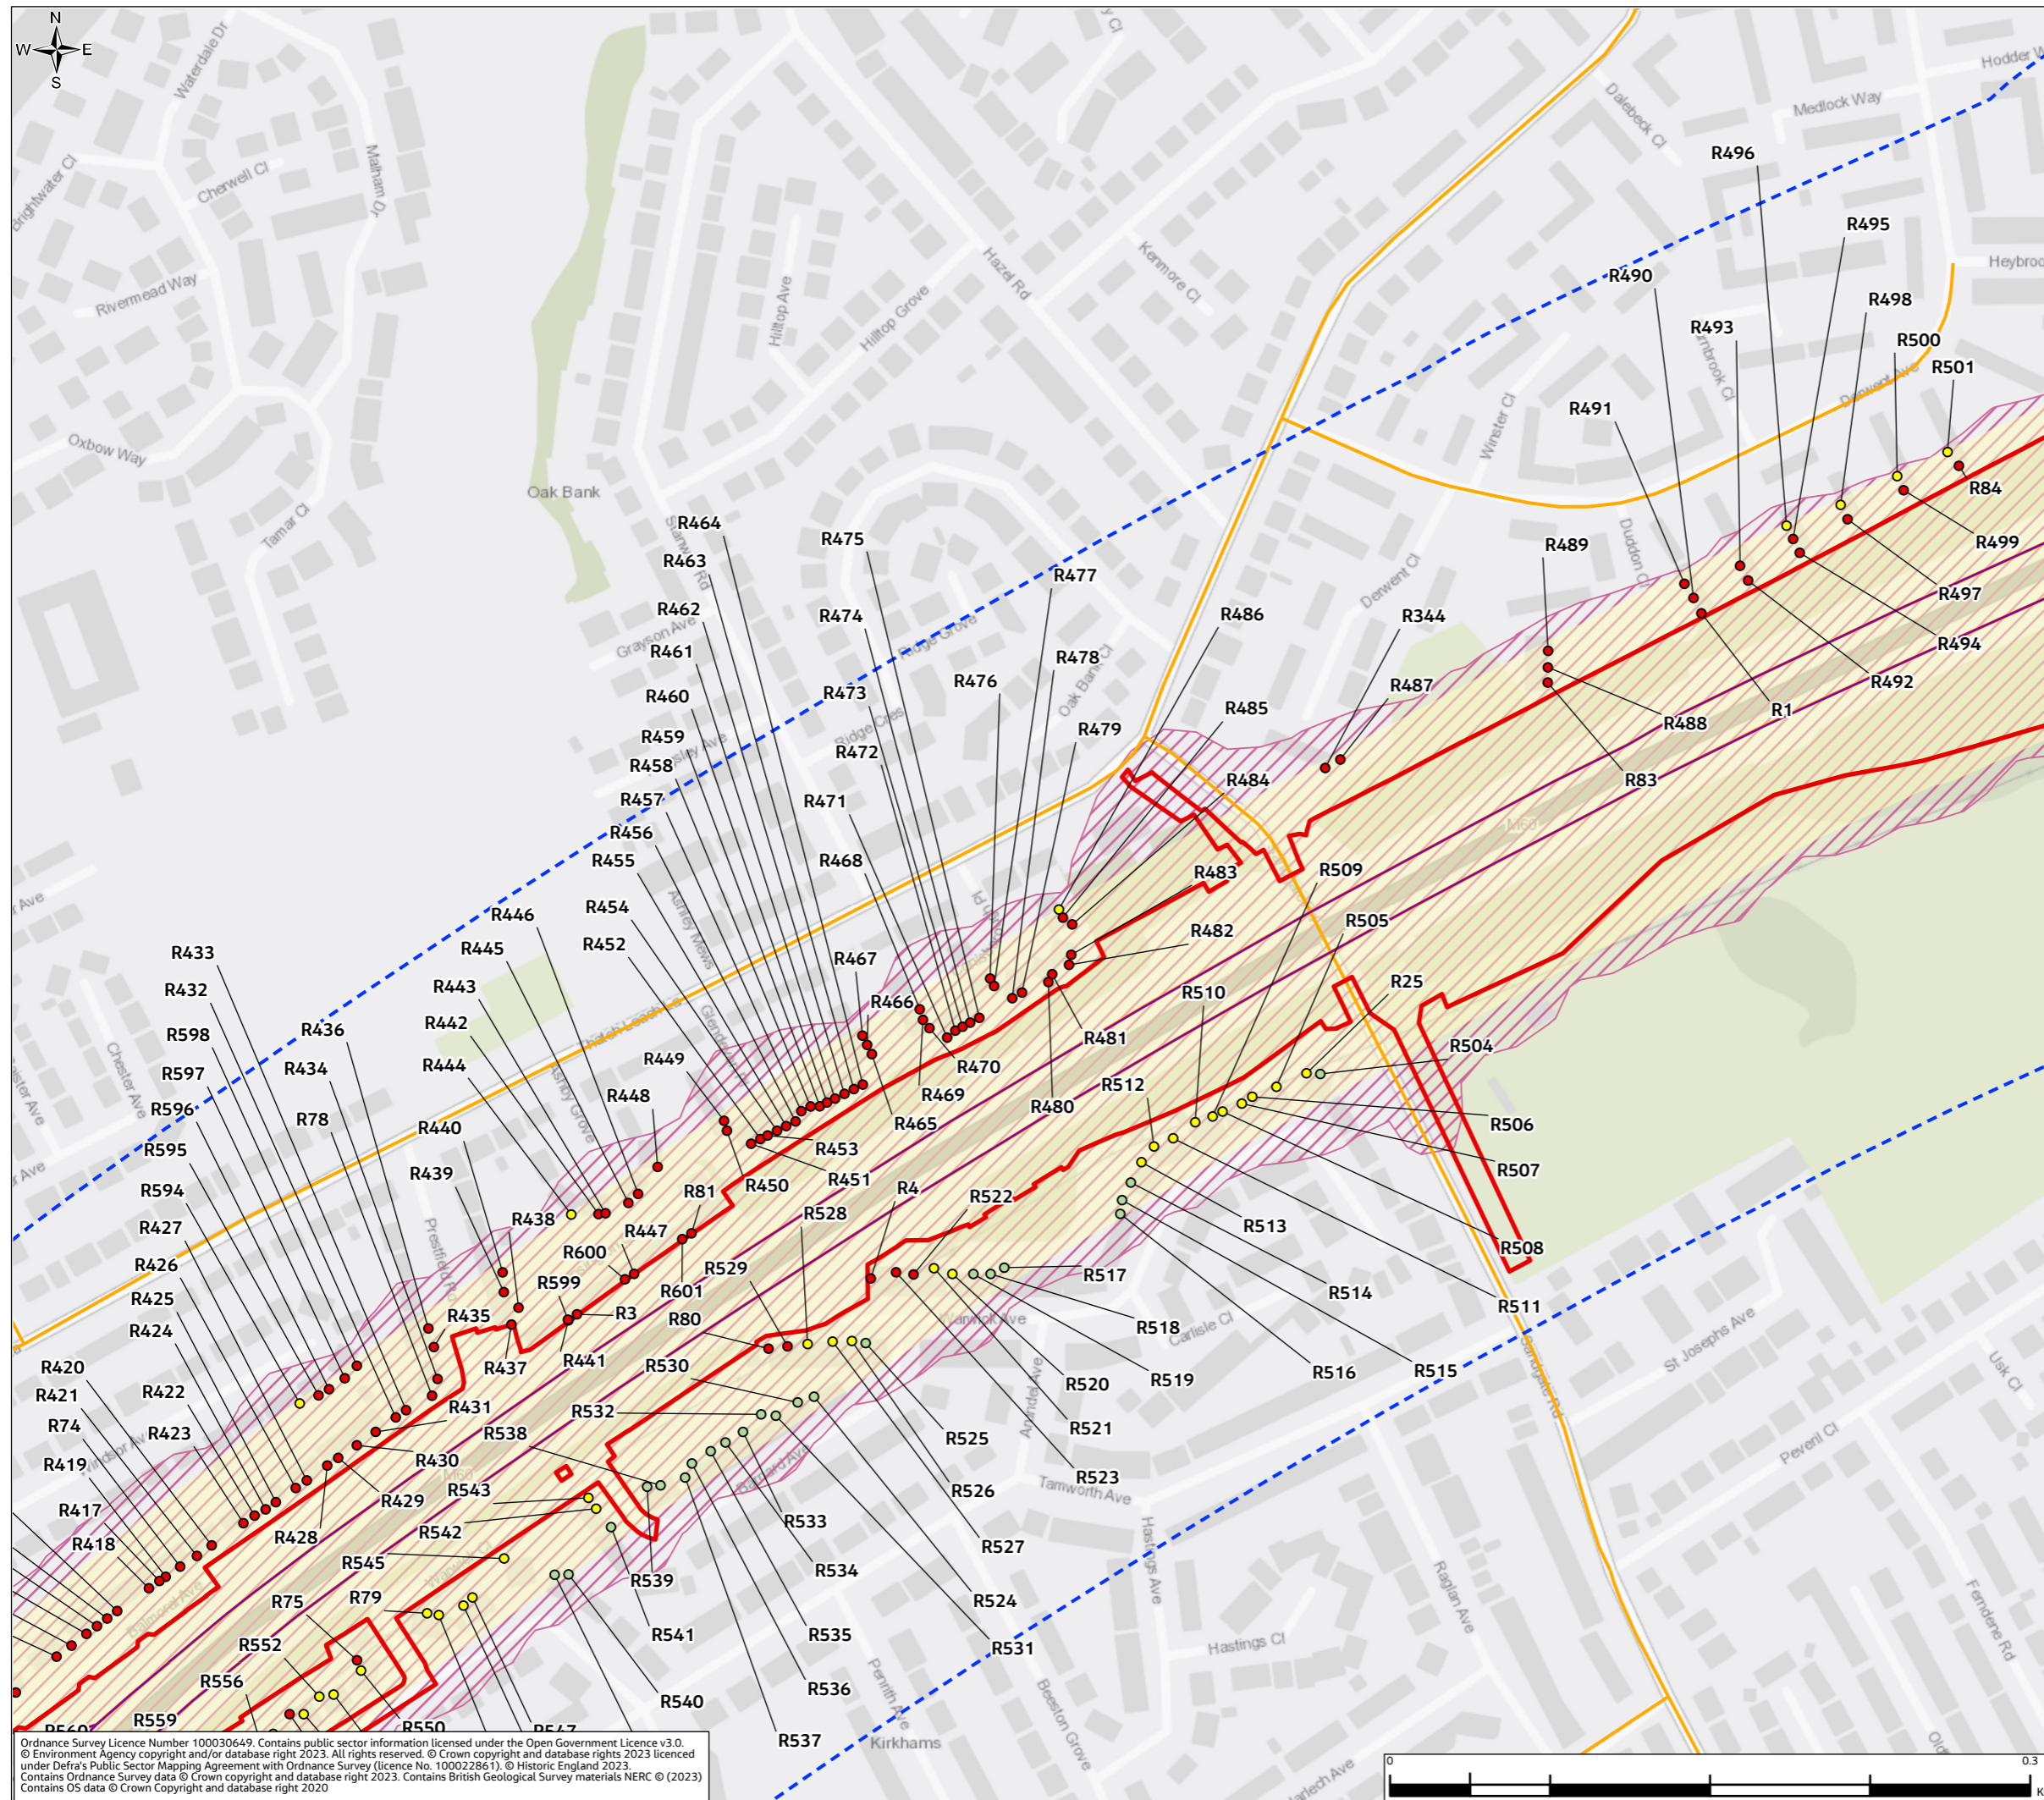 N
W E
S
Waterdale Dr
Brightwater Cl
Cherwell Cl
Malham Dr
Rivermead Way
Oxbow Way
Tamar Cl
Oak Bank
Hilltop Ave
Hilltop Grove
Hazel Rd
Kenmore Cl
Dalebeck Cl
Medlock Way
Hodder W
Heybroo
R496
R495
R490
R498
R493
R500
R501
R491
Derwent Ave
Winster Cl
Duddon C
Derwent Cl
R84
R499
R489
R497
R494
R492
R1
R488
R83
R344
R487
R486
R485
R484
R483
R482
R464
R475
R463
R477
R462
R474
R461
R478
R476
R460
R473
R459
R479
R472
R458
R457
R471
R456
R468
R455
Grayson Ave
Ridge Grove
Ridge Cres
Oak Bank Cl
R454
R446
R452
R445
R467
R466
R433
R432
R443
R436
R442
R598
R449
R434
R444
R597
R448
R596
R78
R440
R595
R439
R594
R438
R427
R426
R425
R424
R435
R420
R421
R422
R74
R423
R419
R417
R418
Ashley Mews
Ashby Grove
Chester Ave
M60
R509
R505
R510
R25
R481
R504
R470
R469
R512
R480
R465
R506
R453
R507
R451
R450
R4
R81
R522
R528
R513
R447
R600
R508
R529
R517
R599
R601
R514
R511
R3
R80
R518
R437
R441
R530
R516
R515
R519
R520
R431
R532
R521
R538
R525
R430
M60
R523
R543
R526
R429
R542
R533
R428
R527
R545
R534
R539
R524
R79
R75
R541
R535
R531
R552
R536
R556
R540
R537
R550
R559
R547
R560
Carlisle Cl
Arundel Ave
Tamworth Ave
Hastings Ave
Hastings Cl
Raglan Ave
Penrith Ave
Beeston Grove
Kirkhams
St Josephs Ave
Usk Cl
Peveril Cl
Ferndene Rd
Ordnance Survey Licence Number 100030649. Contains public sector information licensed under the Open Government Licence v3.0.
© Environment Agency copyright and/or database right 2023. All rights reserved. © Crown copyright and database rights 2023 licenced
under Defra's Public Sector Mapping Agreement with Ordnance Survey (licence No. 100022861). © Historic England 2023.
Contains Ordnance Survey data © Crown copyright and database right 2023. Contains British Geological Survey materials NERC © (2023)
Contains OS data © Crown Copyright and database right 2020
0 0.3